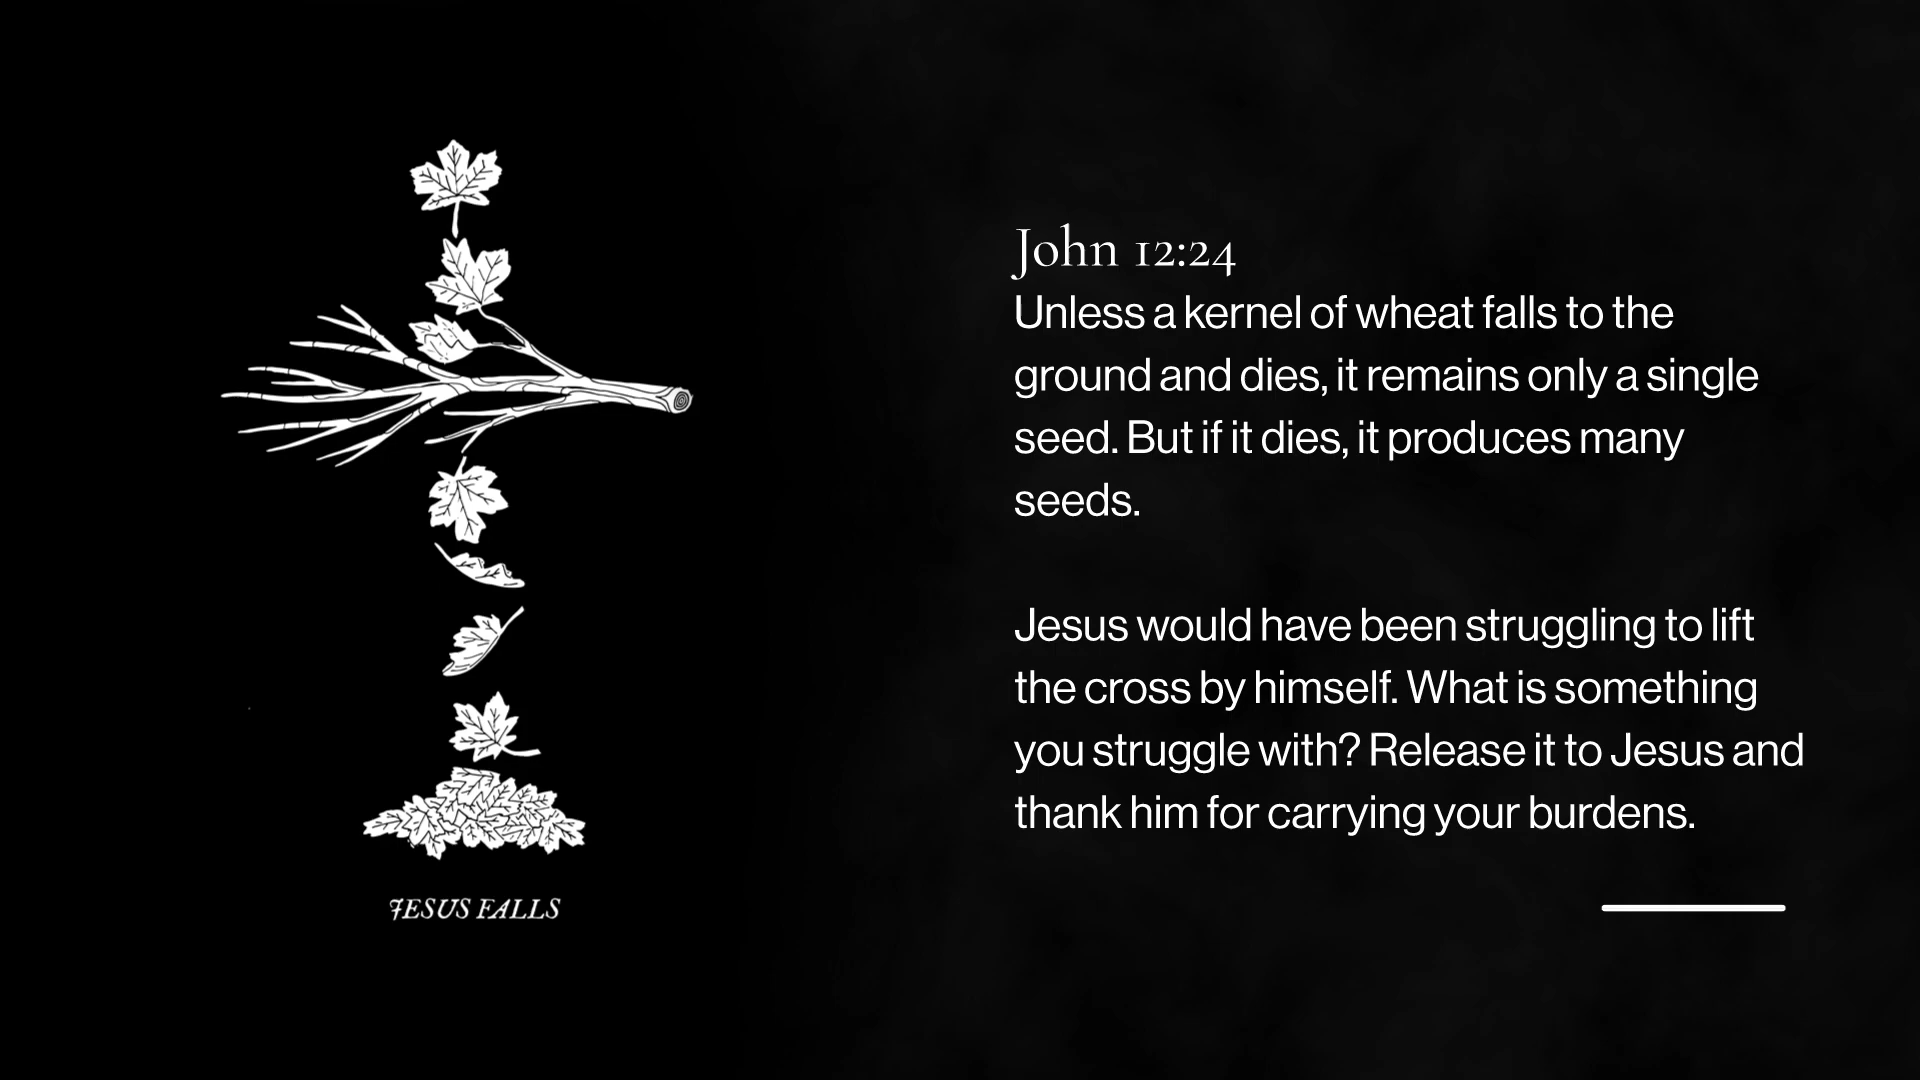 John 12:24
Unless a kernel of wheat falls to the
ground and dies, it remains only a single
seed. But if it dies, it produces many
seeds.
Jesus would have been struggling to lift
the cross by himself. What is something
you struggle with? Release it to Jesus and
thank him for carrying your burdens.
JESUS FALLS